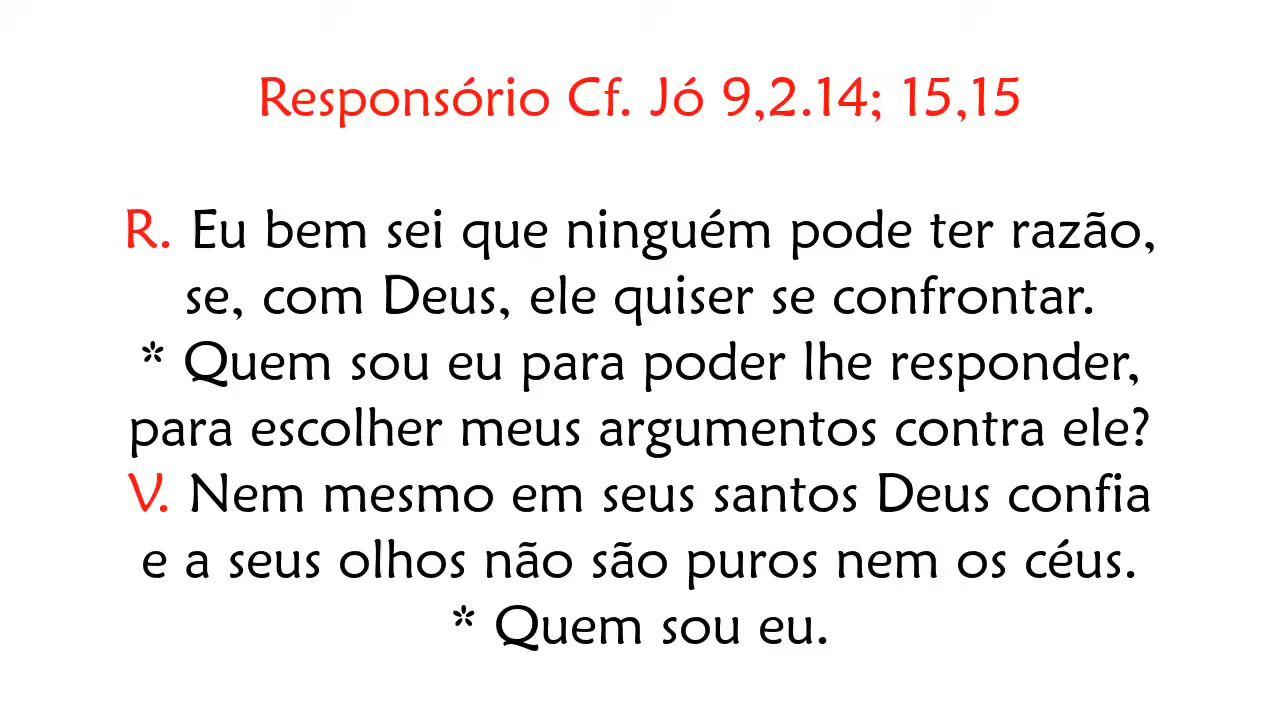 Responsório Cf. Jó 9,2.14; 15,15
R. Eu bem sei que ninguém pode ter razão,
se, com Deus, ele quiser se confrontar.
* Quem sou eu para poder lhe responder,
para escolher meus argumentos contra ele?
V. Nem mesmo em seus santos Deus confia
e a seus olhos não são puros nem os céus.
* Quem sou eu.